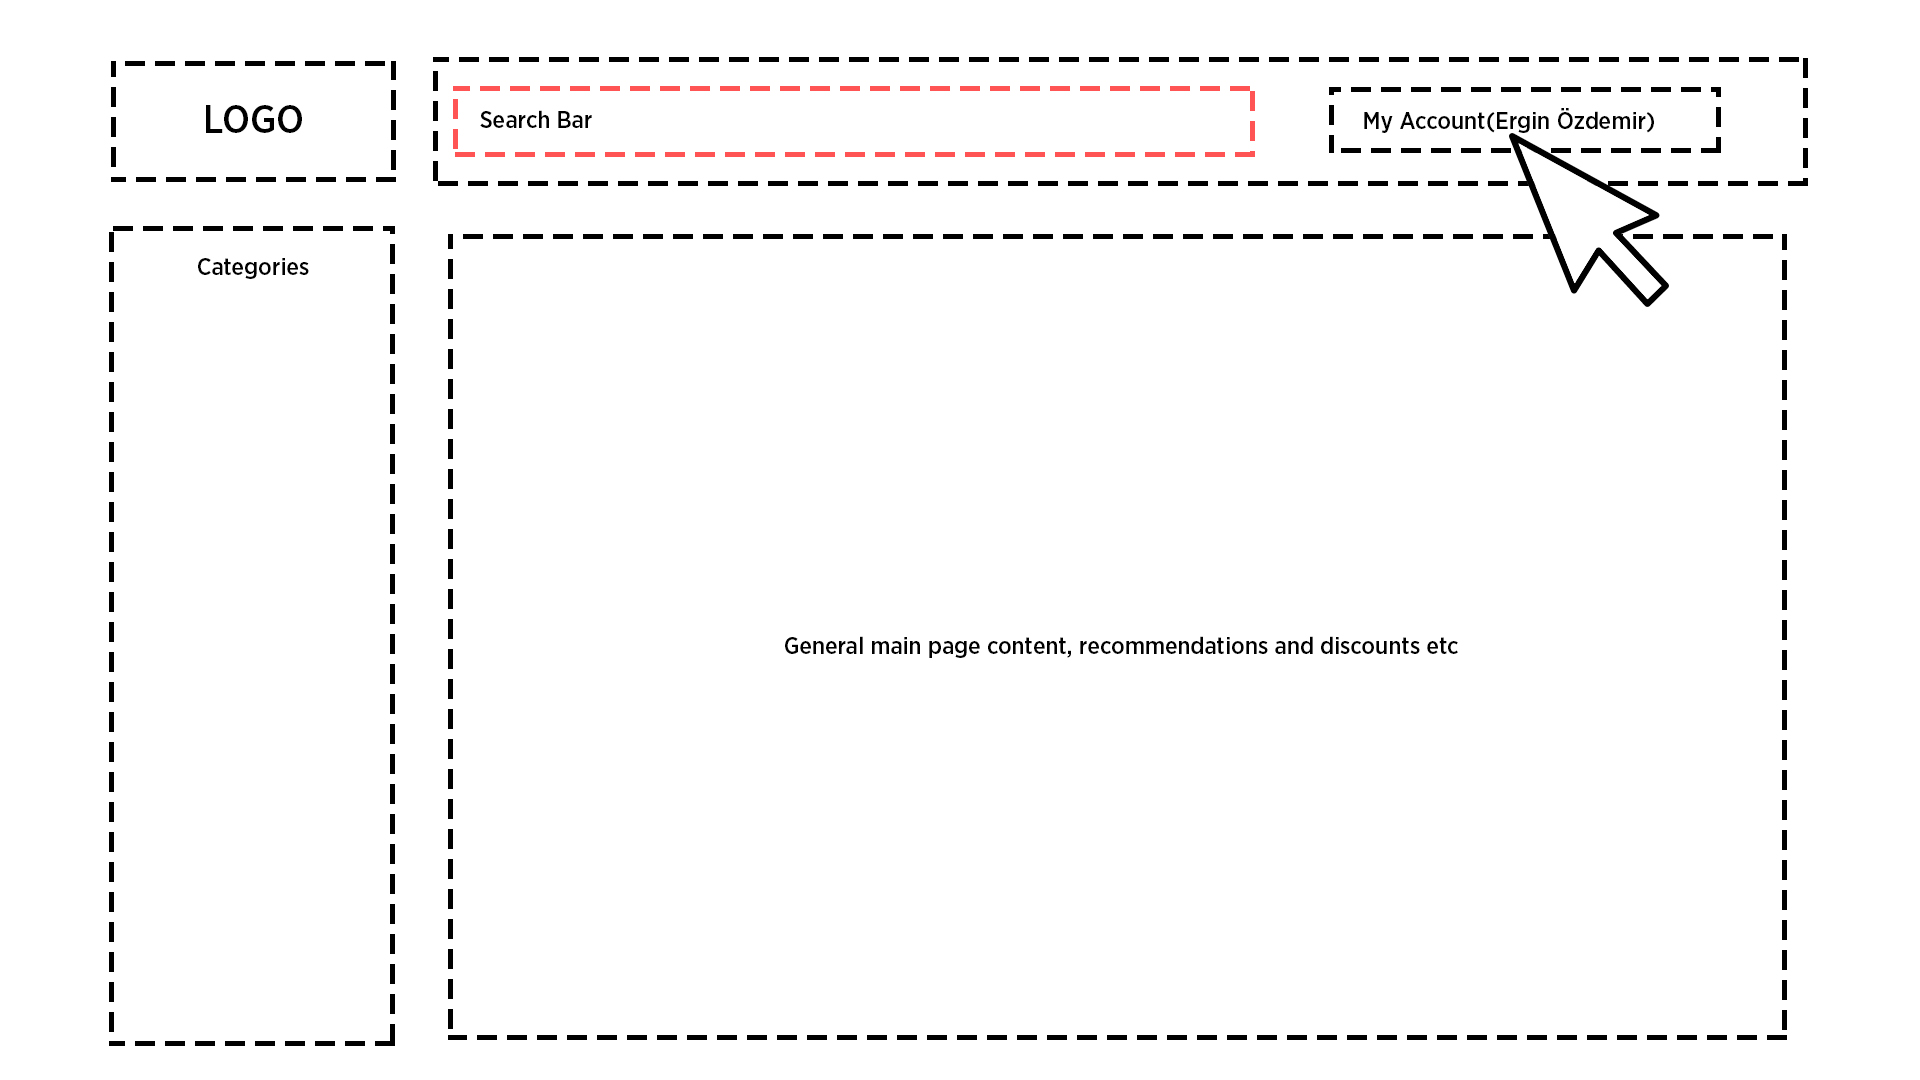 LOGO
Search Bar
My Account(Ergin Özdemir)
Categories
General main page content, recommendations and discounts etc